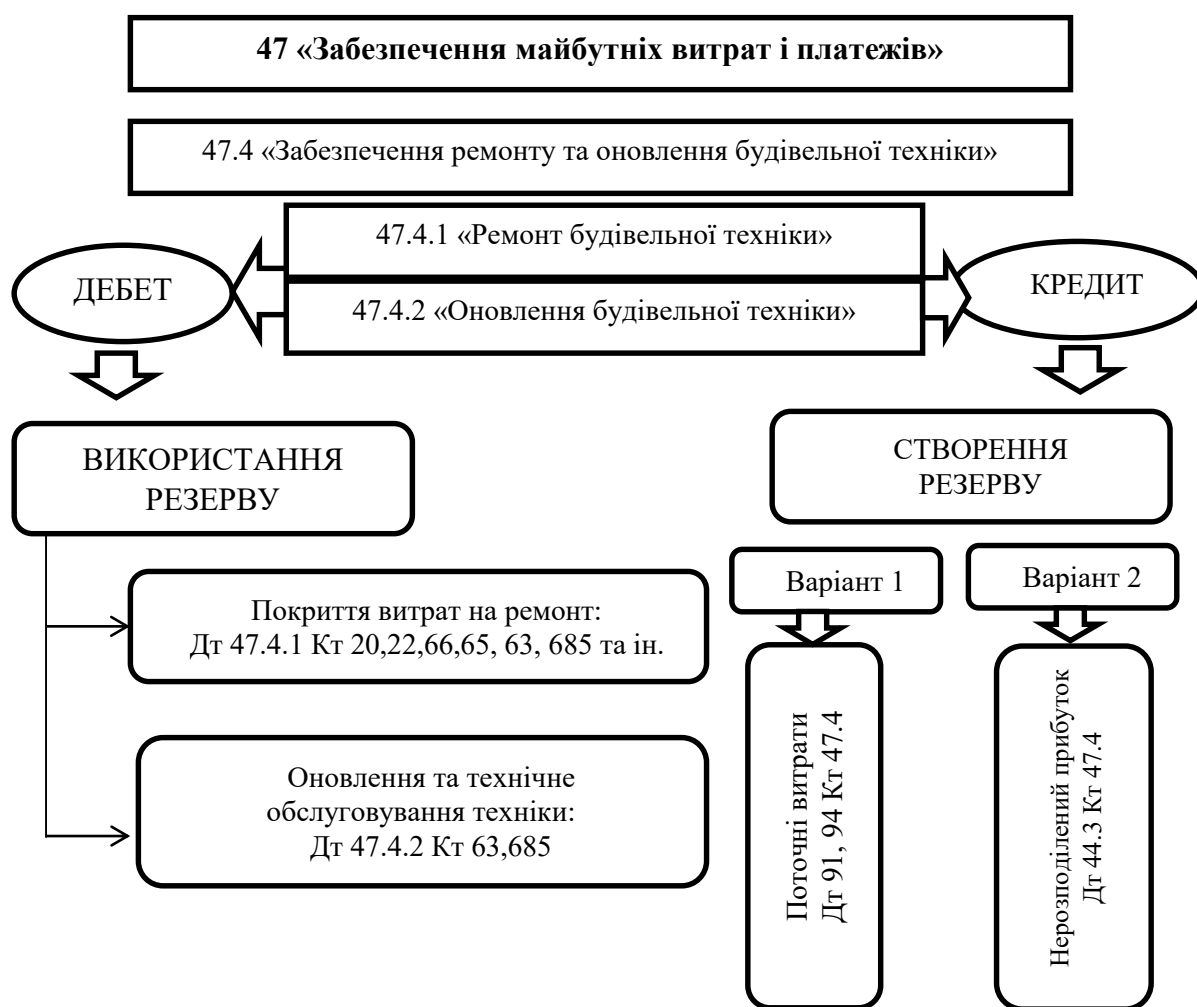 47 «Забезпечення майбутніх витрат і платежів»
47.4 «Забезпечення ремонту та оновлення будівельної техніки»
47.4.1 «Ремонт будівельної техніки»
ДЕБЕТ
КРЕДИТ
47.4.2 «Оновлення будівельної техніки»
ВИКОРИСТАННЯ
РЕЗЕРВУ
СТВОРЕННЯ
РЕЗЕРВУ
Варіант 1
Варіант 2
Покриття витрат на ремонт:
Дт 47.4.1 Кт 20,22,66,65, 63, 685 та ін.
Оновлення та технічне
обслуговування техніки:
Дт 47.4.2 Кт 63,685
Поточні витрати
Дт 91, 94 Кт 47.4
Нерозподілений прибуток
Дт 44.3 Кт 47.4